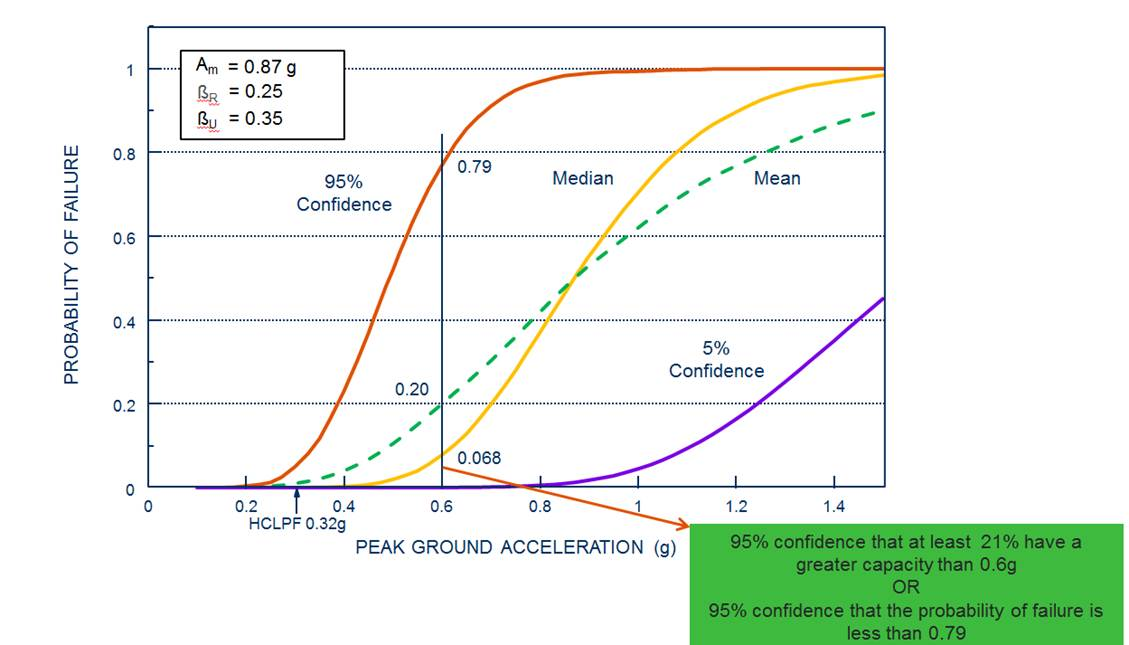 Aₘ = 0.87 g
ßR = 0.25
ßU = 0.35
PROBABILITY OF FAILURE
1
0.8
0.6
0.4
0.2
0
95%
Confidence
0.79
Median
Mean
0.20
0.068
5%
Confidence
0
0.2
0.4
0.6
0.8
1
1.2
1.4
HCLPF 0.32g
PEAK GROUND ACCELERATION (g)
95% confidence that at least 21% have a
greater capacity than 0.6g
OR
95% confidence that the probability of failure is
less than 0.79